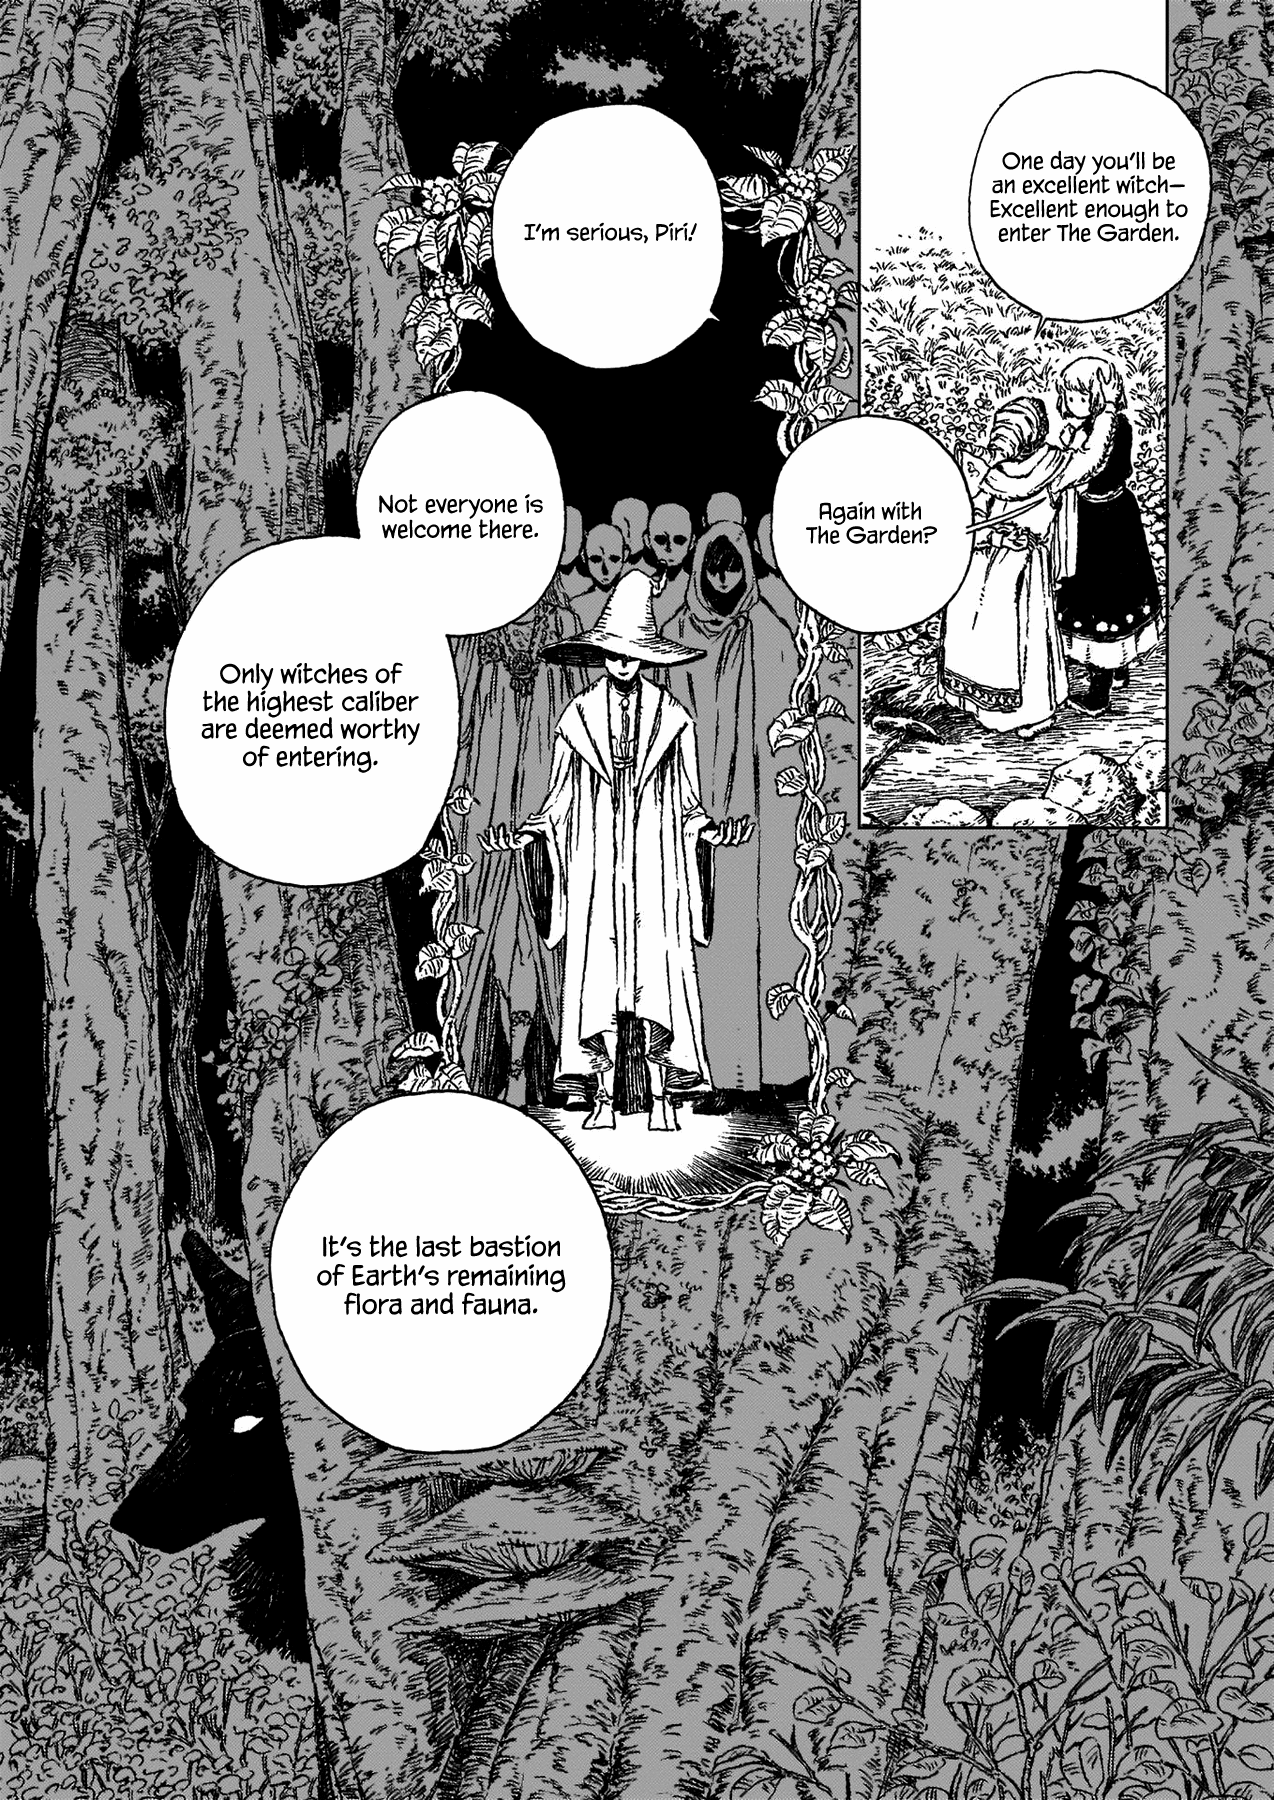 One day you'll be
an excellent witch—
Excellent enough to
enter The Garden.
Again with
The Garden?
I'm serious, Piri!
Not everyone is
welcome there.
Only witches of
the highest caliber
are deemed worthy
of entering.
It's the last bastion
of Earth's remaining
flora and fauna.